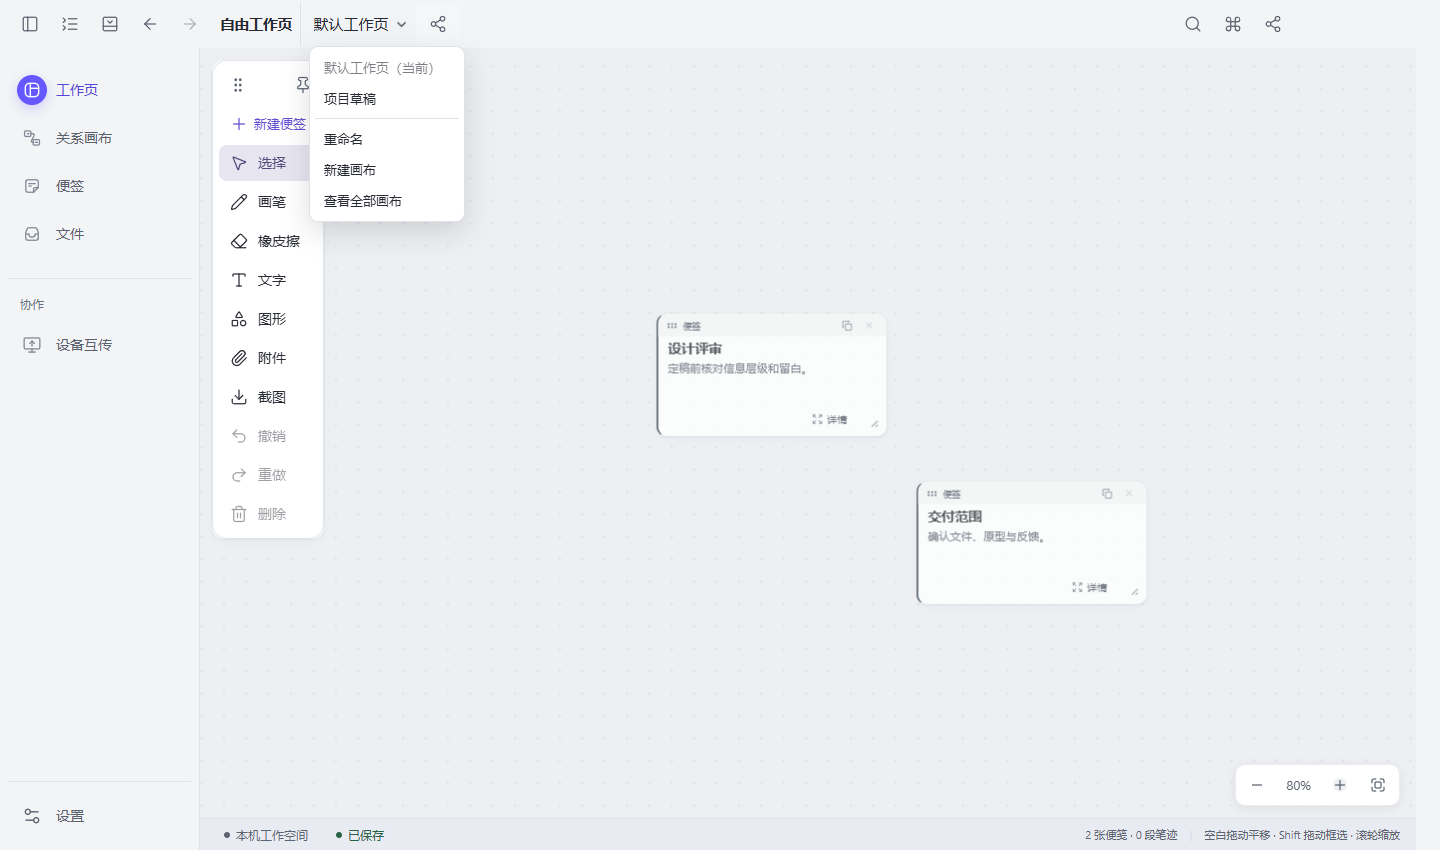 自由工作页
默认工作页
默认工作页（当前）
项目草稿
重命名
新建画布
查看全部画布
工作页
关系画布
便签
文件
协作
设备互传
设置
新建便签
选择
画笔
橡皮擦
文字
图形
附件
截图
撤销
重做
删除
便签
设计评审
定稿前核对信息层级和留白。
详情
便签
交付范围
确认文件、原型与反馈。
详情
80%
本机工作空间
已保存
2 张便笺 · 0 段笔迹
空白拖动平移 · Shift 拖动框选 · 滚轮缩放